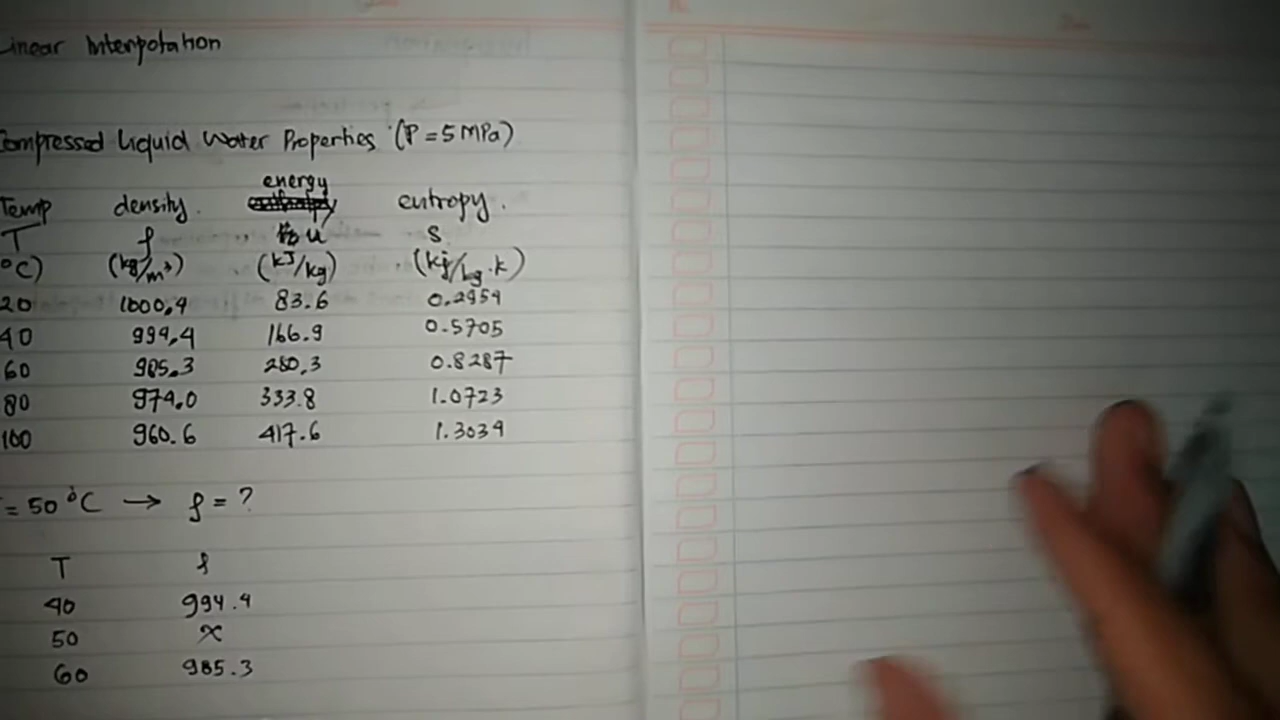 Linear Interpolation
Compressed Liquid Water Properties (P = 5 MPa)
Temp density. energy entropy.
T ρ u s
°C) (kg/m³) (kJ/kg) (kj/kg.k)
20 1000.4 83.6 0.2954
40 994.4 166.9 0.5705
60 985.3 250.3 0.8287
80 974.0 333.8 1.0723
100 960.6 417.6 1.3034
= 50°C → ρ = ?
T ρ
40 994.4
50 x
60 985.3